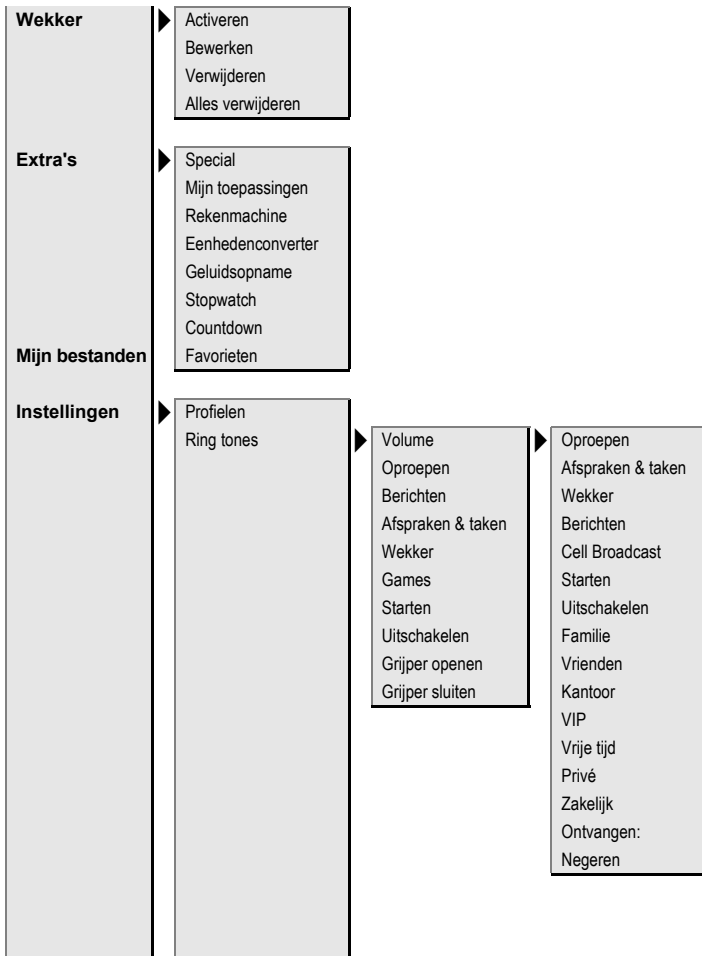 Wekker
Activeren
Bewerken
Verwijderen
Alles verwijderen
Extra's
Special
Mijn toepassingen
Rekenmachine
Eenhedenconverter
Geluidsopname
Stopwatch
Countdown
Mijn bestanden
Favorieten
Instellingen
Profielen
Ring tones
Volume
Oproepen
Berichten
Afspraken & taken
Wekker
Games
Starten
Uitschakelen
Grijper openen
Grijper sluiten
Oproepen
Afspraken & taken
Wekker
Berichten
Cell Broadcast
Starten
Uitschakelen
Familie
Vrienden
Kantoor
VIP
Vrije tijd
Privé
Zakelijk
Ontvangen:
Negeren